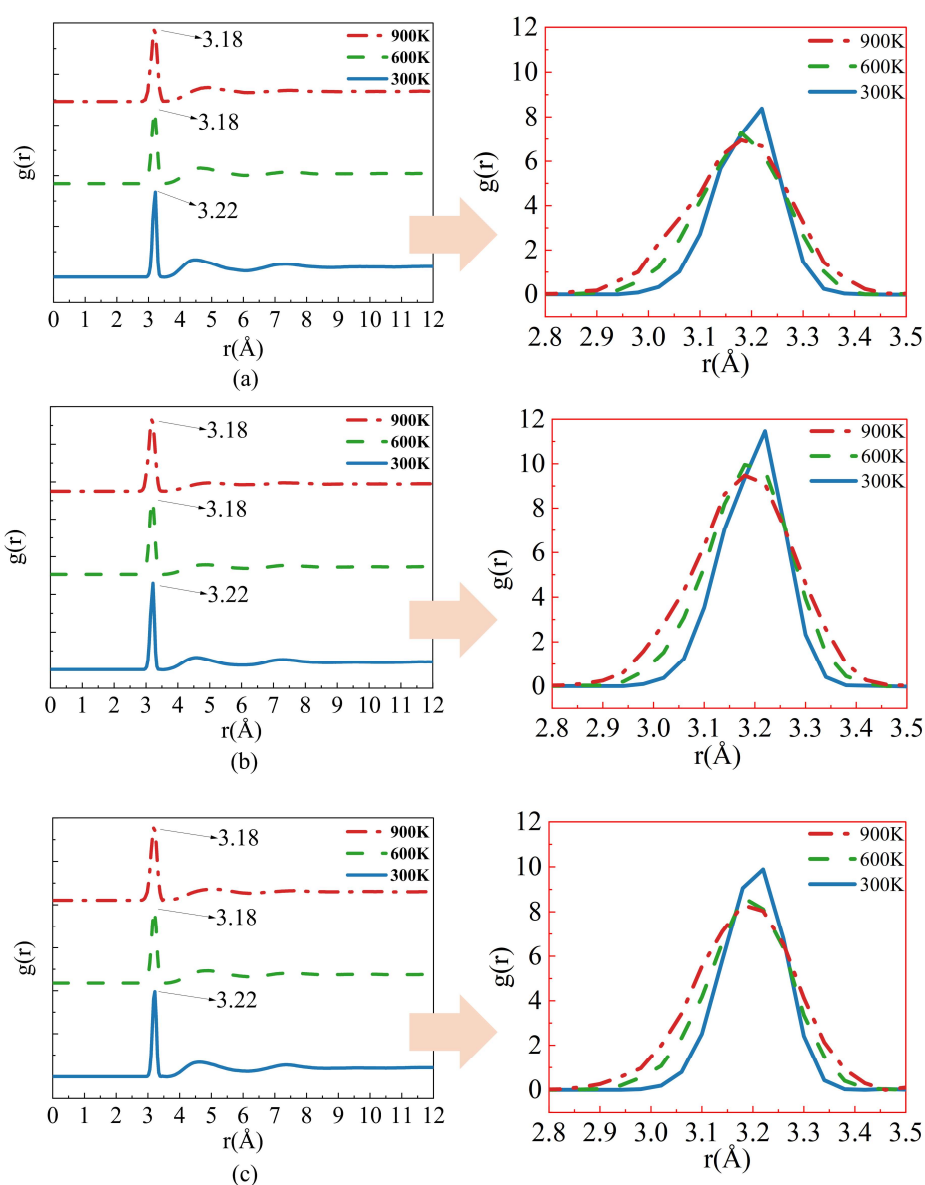 3.18
900K
600K
300K
3.18
3.22
g(r)
0 1 2 3 4 5 6 7 8 9 10 11 12
r(Å)
(a)
12
10
8
6
4
2
0
g(r)
900K
600K
300K
2.8 2.9 3.0 3.1 3.2 3.3 3.4 3.5
r(Å)
3.18
900K
600K
300K
3.18
3.22
g(r)
0 1 2 3 4 5 6 7 8 9 10 11 12
r(Å)
(b)
12
10
8
6
4
2
0
g(r)
900K
600K
300K
2.8 2.9 3.0 3.1 3.2 3.3 3.4 3.5
r(Å)
3.18
900K
600K
300K
3.18
3.22
g(r)
0 1 2 3 4 5 6 7 8 9 10 11 12
r(Å)
(c)
12
10
8
6
4
2
0
g(r)
900K
600K
300K
2.8 2.9 3.0 3.1 3.2 3.3 3.4 3.5
r(Å)